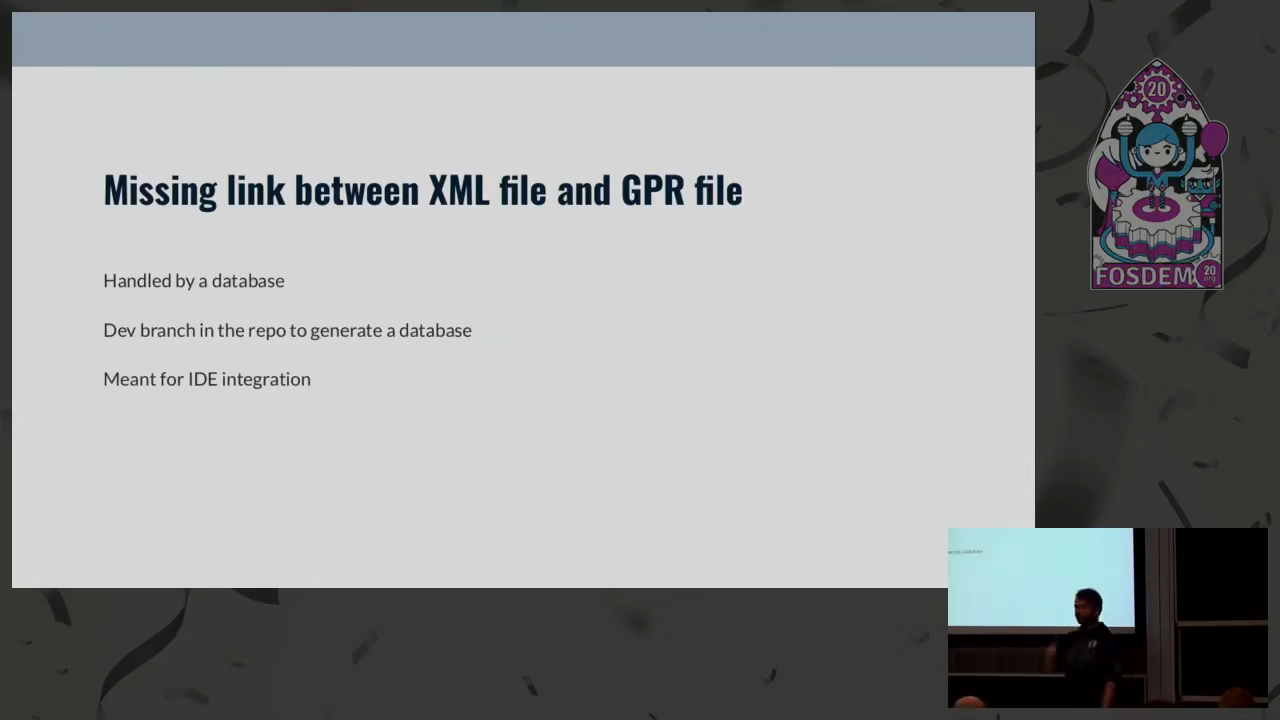 Missing link between XML file and GPR file
Handled by a database
Dev branch in the repo to generate a database
Meant for IDE integration
20
FOSDEM
20
org